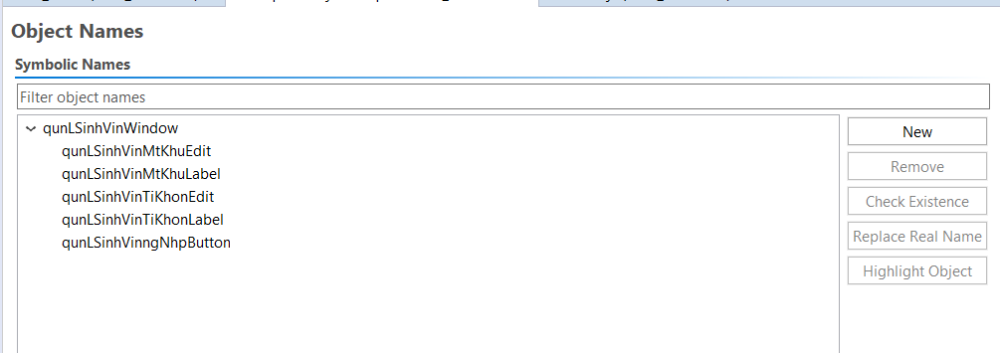 Object Names
Symbolic Names
Filter object names
qunLSinhVinWindow
qunLSinhVinMtKhuEdit
qunLSinhVinMtKhuLabel
qunLSinhVinTiKhonEdit
qunLSinhVinTiKhonLabel
qunLSinhVinngNhpButton
New
Remove
Check Existence
Replace Real Name
Highlight Object